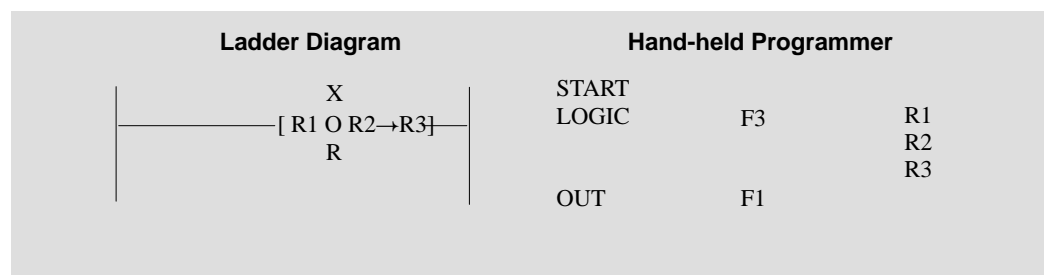 Ladder Diagram
Hand-held Programmer
X
[ R1 O R2→R3]
R
START
LOGIC F3 R1
R2
R3
OUT F1